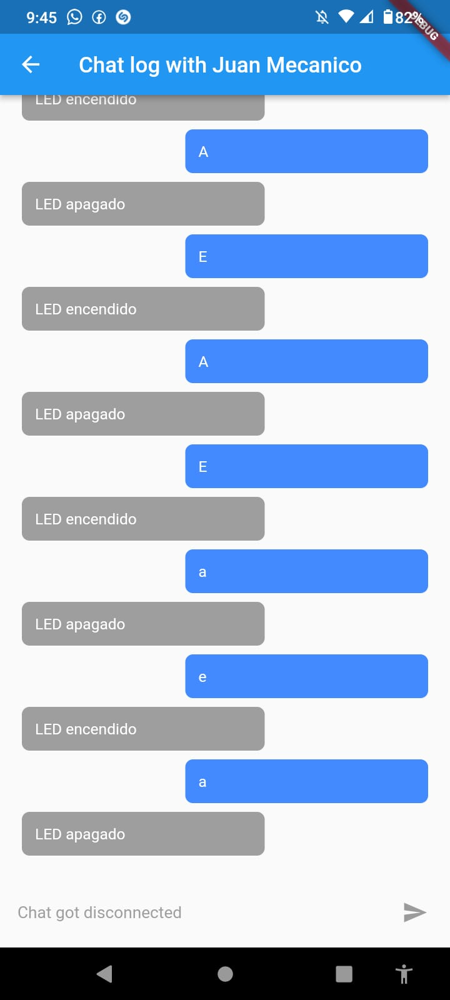 9:45
82%
DEBUG
Chat log with Juan Mecanico
LED encendido
A
LED apagado
E
LED encendido
A
LED apagado
E
LED encendido
a
LED apagado
e
LED encendido
a
LED apagado
Chat got disconnected